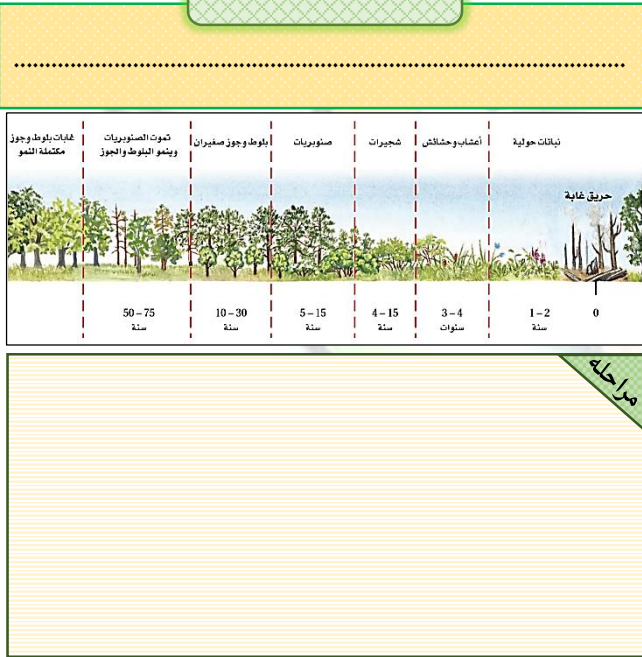 نباتات حولية
أعشاب وحشائش
شجيرات
صنوبريات
بلوط وجوز صغيران
تموت الصنوبريات
وينمو البلوط والجوز
غابات بلوط وجوز
مكتملة النمو
حريق غابة
0
1 – 2
سنة
3 – 4
سنوات
4 – 15
سنة
5 – 15
سنة
10 – 30
سنة
50 – 75
سنة
مراحله